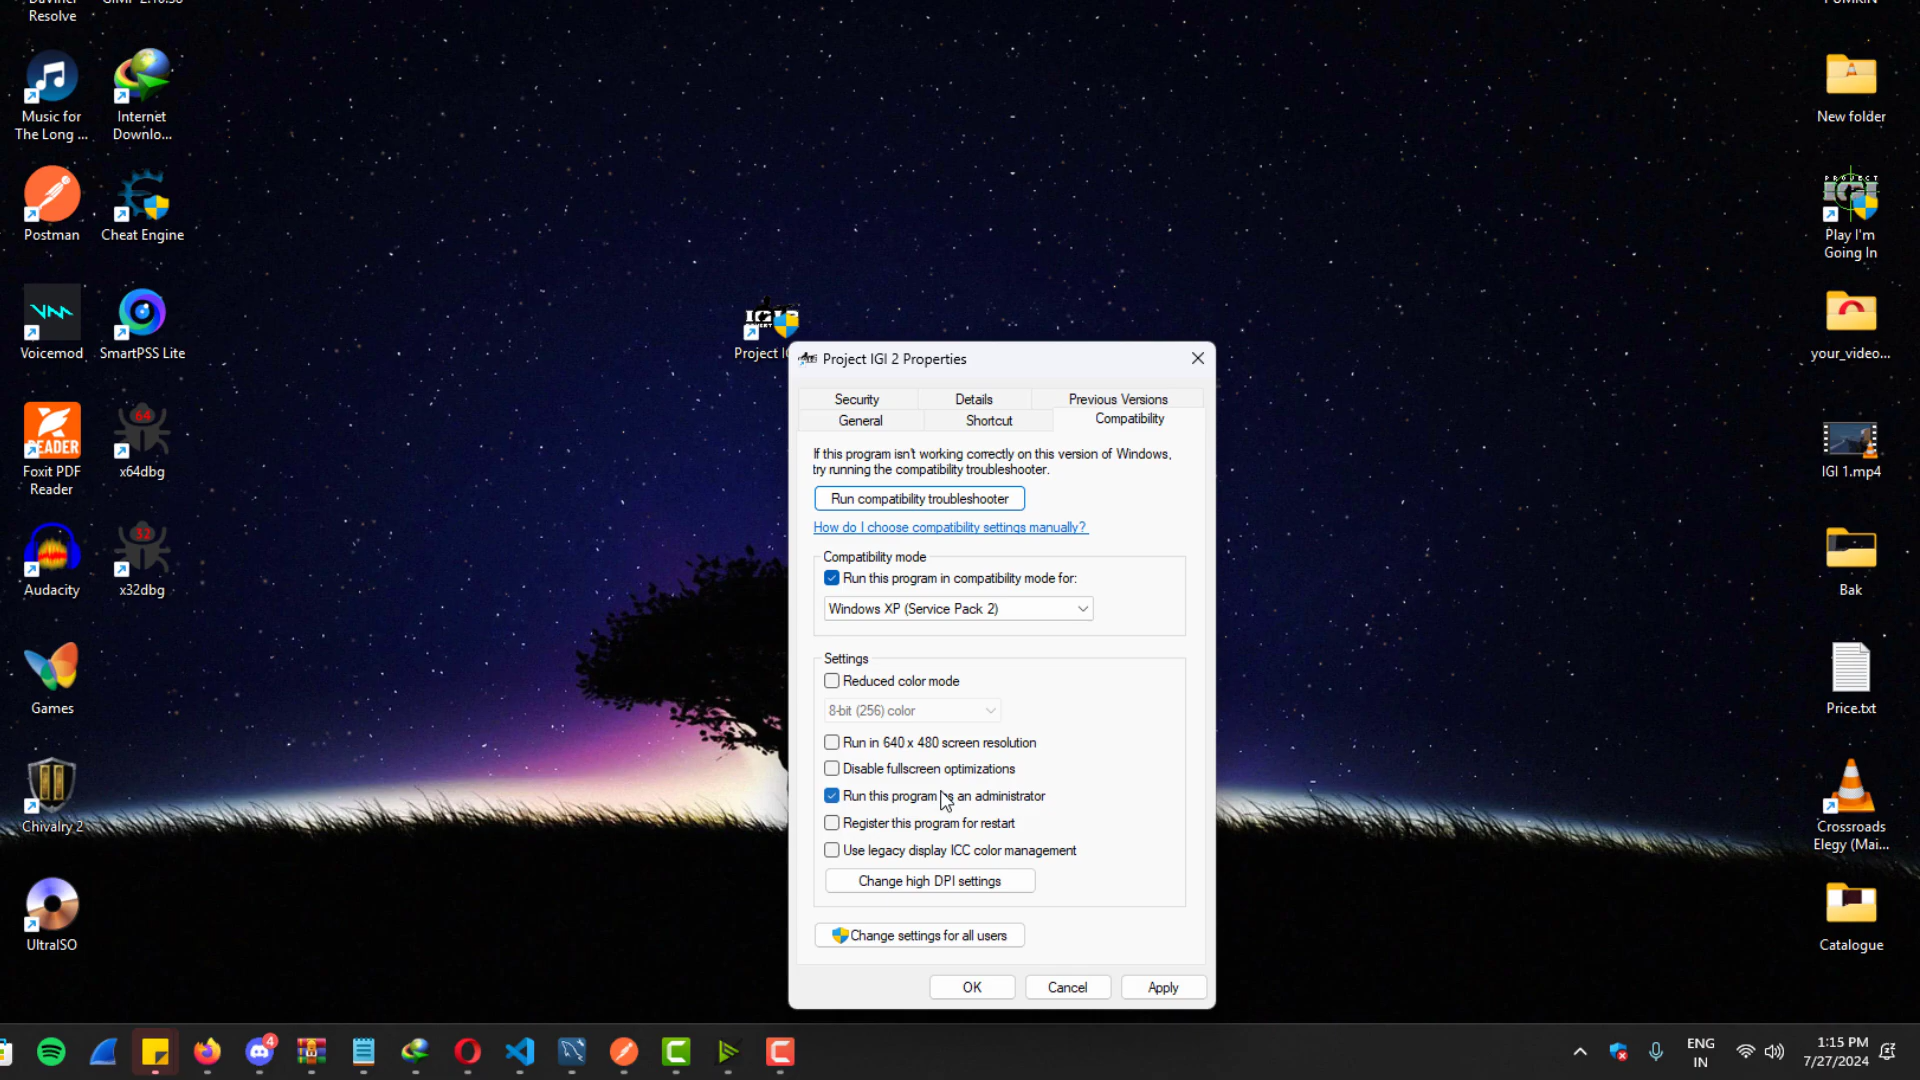 Resolve
Music for
The Long ...
Internet
Downlo...
Postman
Cheat Engine
Voicemod
SmartPSS Lite
READER
Foxit PDF
Reader
64
x64dbg
Audacity
32
x32dbg
Games
Chivalry 2
UltraISO
Project I
Project IGI 2 Properties
Security
Details
Previous Versions
General
Shortcut
Compatibility
If this program isn't working correctly on this version of Windows,
try running the compatibility troubleshooter.
Run compatibility troubleshooter
How do I choose compatibility settings manually?
Compatibility mode
Run this program in compatibility mode for:
Windows XP (Service Pack 2)
Settings
Reduced color mode
8-bit (256) color
Run in 640 x 480 screen resolution
Disable fullscreen optimizations
Run this program as an administrator
Register this program for restart
Use legacy display ICC color management
Change high DPI settings
Change settings for all users
OK
Cancel
Apply
New folder
PROJECT
Play I'm
Going In
your_video...
IGI 1.mp4
Bak
Price.txt
Crossroads
Elegy (Mai...
Catalogue
4
ENG
IN
1:15 PM
7/27/2024